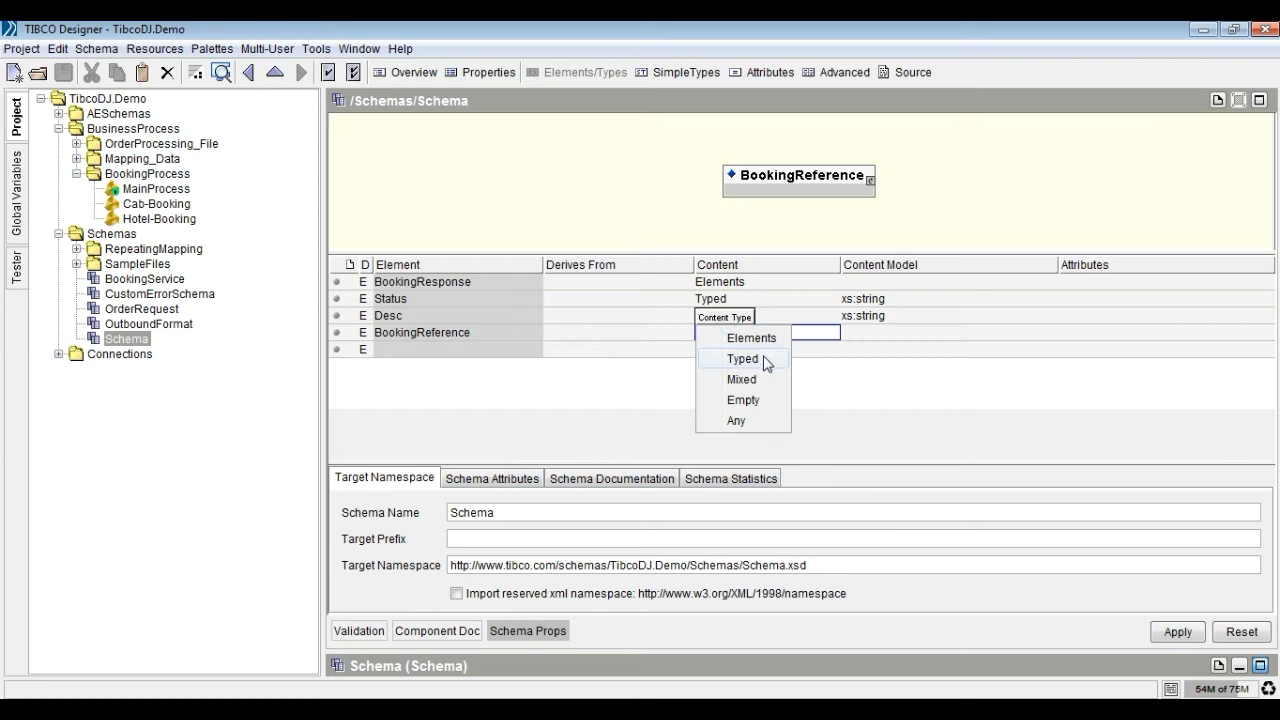 TIBCO Designer - TibcoDJ.Demo
Project Edit Schema Resources Palettes Multi-User Tools Window Help
Overview Properties Elements/Types SimpleTypes Attributes Advanced Source
Project
Global Variables
Tester
TibcoDJ.Demo
AESchemas
BusinessProcess
OrderProcessing_File
Mapping_Data
BookingProcess
MainProcess
Cab-Booking
Hotel-Booking
Schemas
RepeatingMapping
SampleFiles
BookingService
CustomErrorSchema
OrderRequest
OutboundFormat
Schema
Connections
/Schemas/Schema
BookingReference
D Element Derives From Content Content Model Attributes
E BookingResponse Elements
E Status Typed xs:string
E Desc Content Type xs:string
E BookingReference
E
Elements
Typed
Mixed
Empty
Any
Target Namespace Schema Attributes Schema Documentation Schema Statistics
Schema Name Schema
Target Prefix
Target Namespace http://www.tibco.com/schemas/TibcoDJ.Demo/Schemas/Schema.xsd
Import reserved xml namespace: http://www.w3.org/XML/1998/namespace
Validation Component Doc Schema Props Apply Reset
Schema (Schema)
54M of 75M